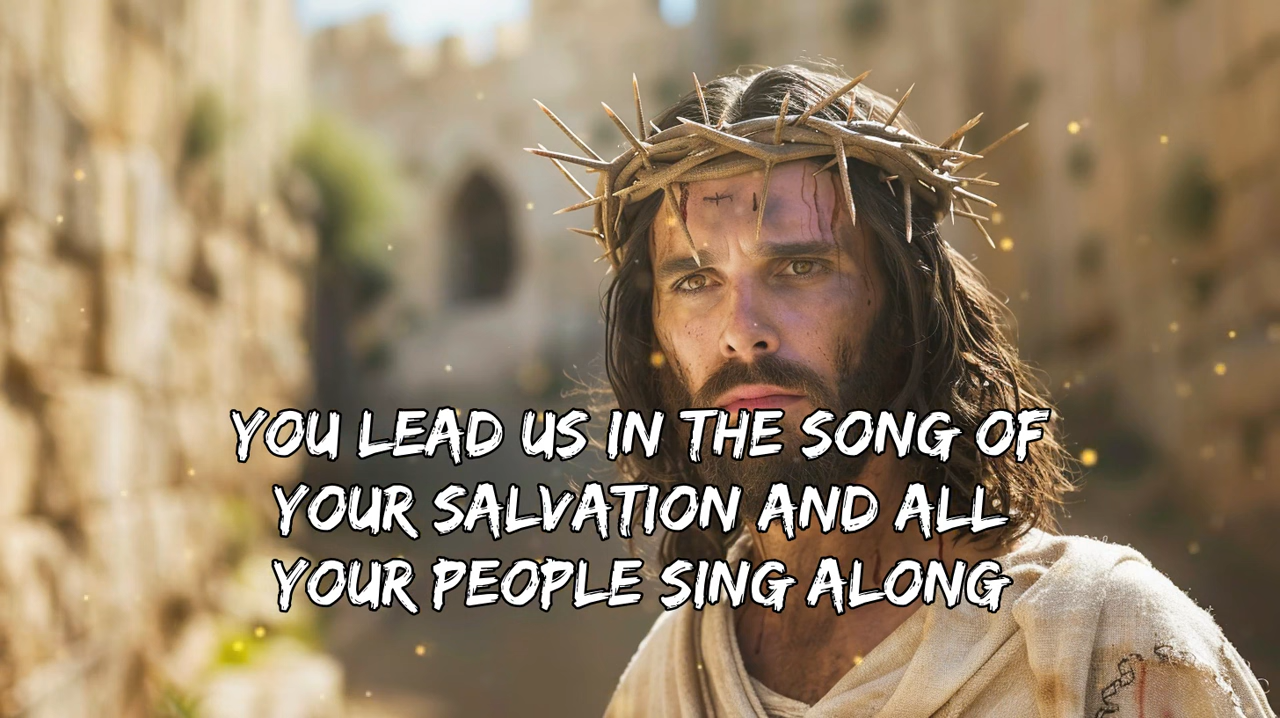 YOU LEAD US IN THE SONG OF
YOUR SALVATION AND ALL
YOUR PEOPLE SING ALONG